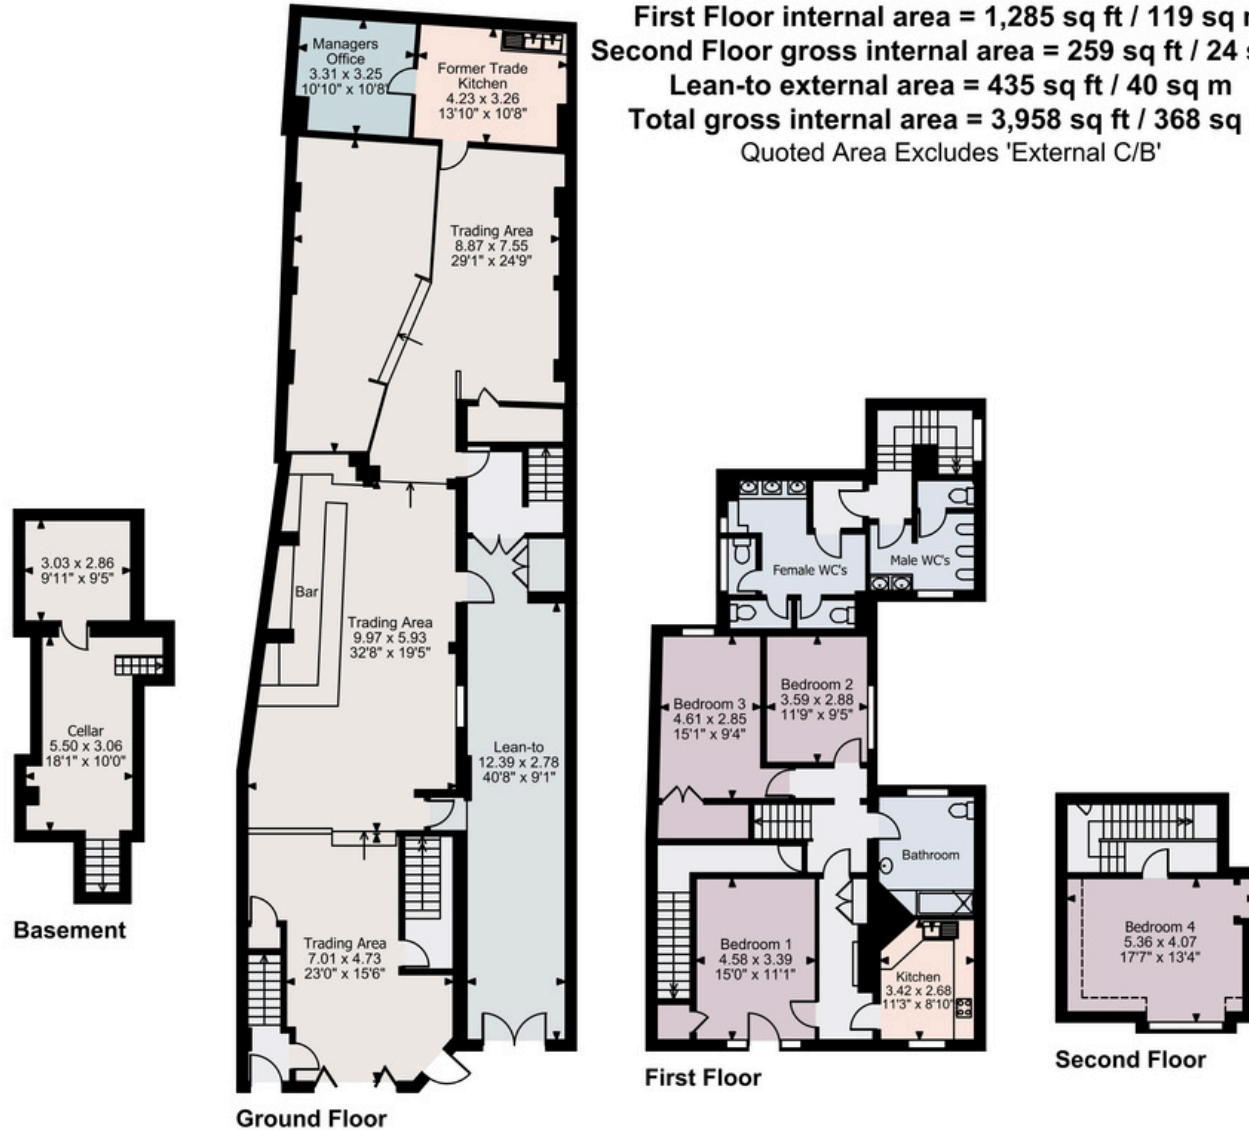 First Floor internal area = 1,285 sq ft / 119 sq
Second Floor gross internal area = 259 sq ft / 24
Lean-to external area = 435 sq ft / 40 sq m
Total gross internal area = 3,958 sq ft / 368 sq
Quoted Area Excludes 'External C/B'
Managers
Office
3.31 x 3.25
10'10" x 10'8"
Former Trade
Kitchen
4.23 x 3.26
13'10" x 10'8"
Trading Area
8.87 x 7.55
29'1" x 24'9"
Bar
Trading Area
9.97 x 5.93
32'8" x 19'5"
Lean-to
12.39 x 2.78
40'8" x 9'1"
Trading Area
7.01 x 4.73
23'0" x 15'6"
Ground Floor
3.03 x 2.86
9'11" x 9'5"
Cellar
5.50 x 3.06
18'1" x 10'0"
Basement
Female WC's
Male WC's
Bedroom 3
4.61 x 2.85
15'1" x 9'4"
Bedroom 2
3.59 x 2.88
11'9" x 9'5"
Bathroom
Bedroom 1
4.58 x 3.39
15'0" x 11'1"
Kitchen
3.42 x 2.68
11'3" x 8'10"
First Floor
Bedroom 4
5.36 x 4.07
17'7" x 13'4"
Second Floor